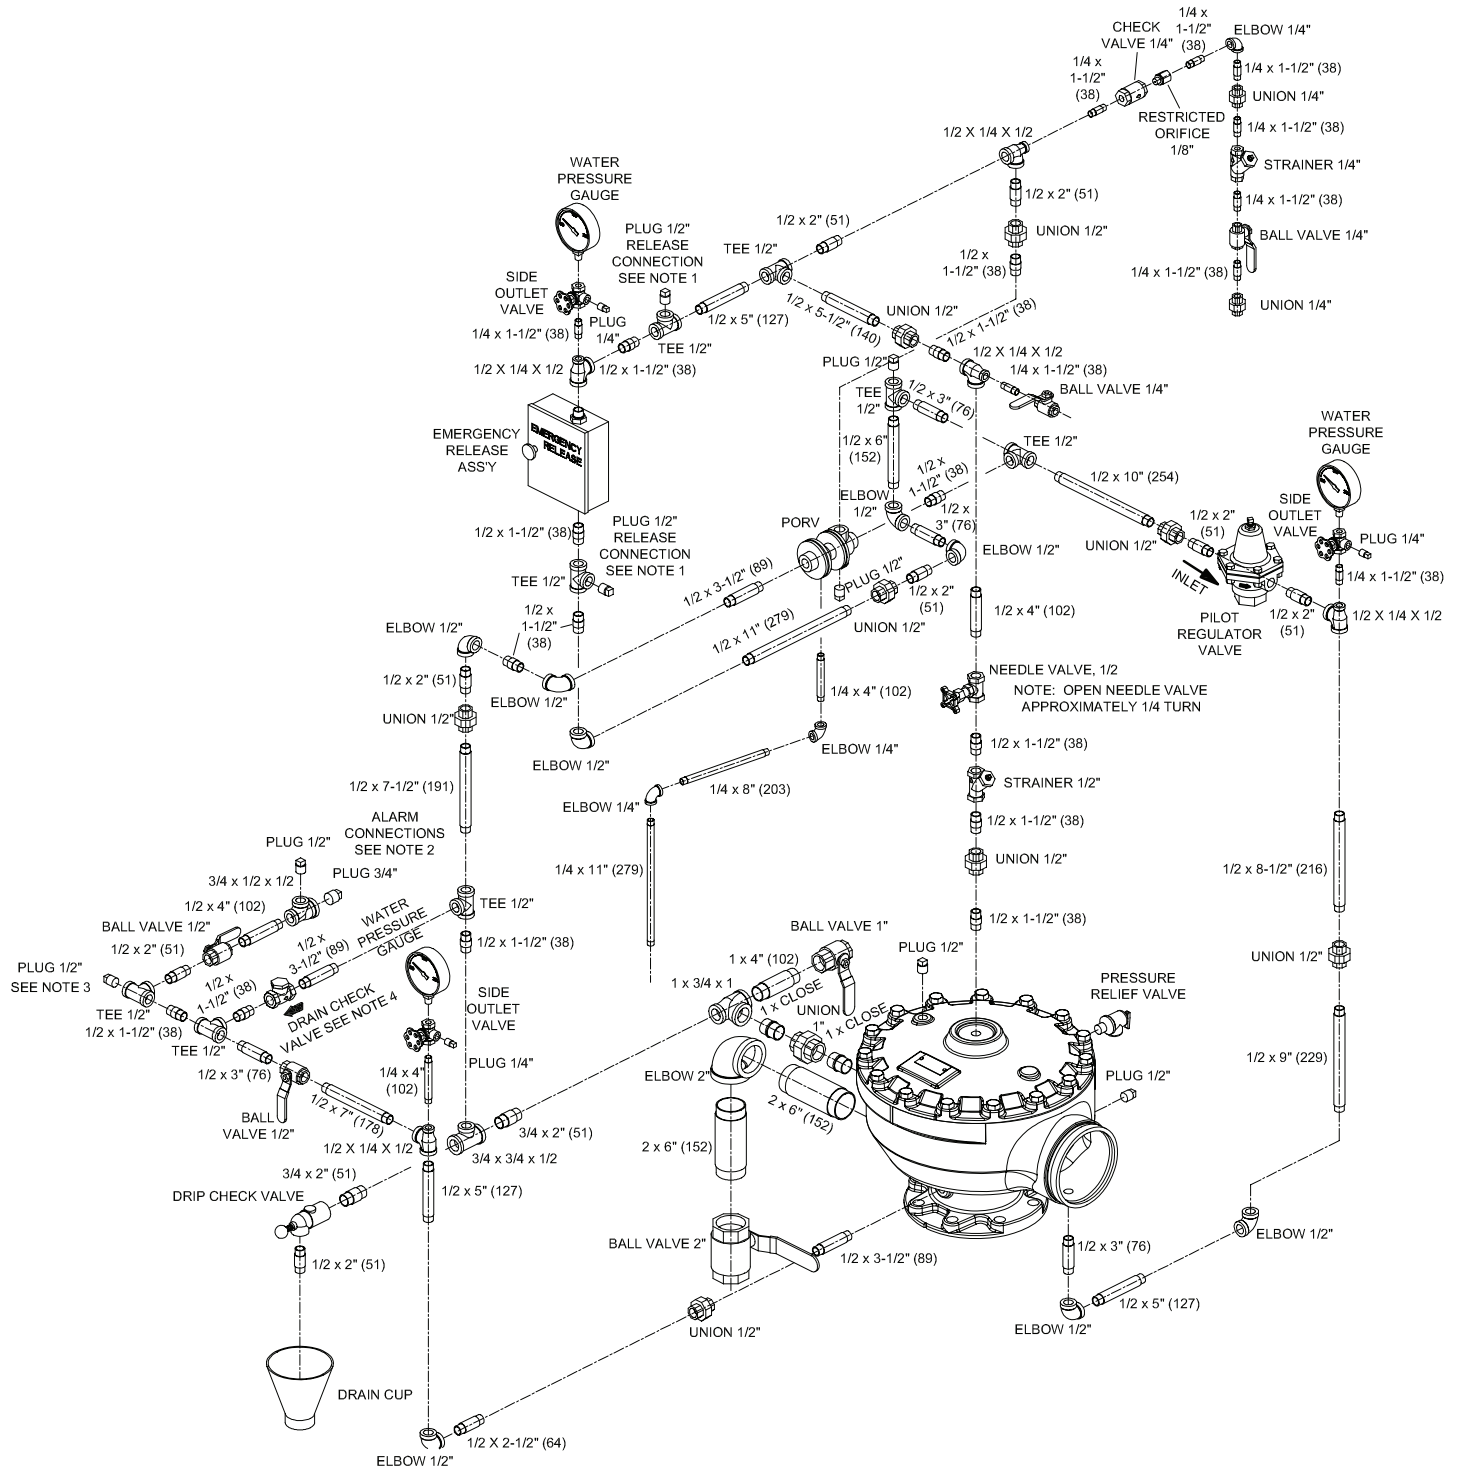 1/4 x
1-1/2"
(38)
CHECK
VALVE 1/4"
ELBOW 1/4"
1/4 x
1-1/2"
(38)
1/4 x 1-1/2" (38)
UNION 1/4"
RESTRICTED
ORIFICE
1/8"
1/4 x 1-1/2" (38)
1/2 X 1/4 X 1/2
STRAINER 1/4"
WATER
PRESSURE
GAUGE
1/2 x 2" (51)
1/4 x 1-1/2" (38)
1/2 x 2" (51)
UNION 1/2"
BALL VALVE 1/4"
PLUG 1/2"
RELEASE
CONNECTION
SEE NOTE 1
TEE 1/2"
1/2 x
1-1/2" (38)
1/4 x 1-1/2" (38)
SIDE
OUTLET
VALVE
UNION 1/4"
PLUG
1/4"
1/2 x 5" (127)
1/2 x 5-1/2" (140)
UNION 1/2"
1/2 x 1-1/2" (38)
1/4 x 1-1/2" (38)
TEE 1/2"
1/2 X 1/4 X 1/2
1/2 x 1-1/2" (38)
PLUG 1/2"
1/2 X 1/4 X 1/2
1/4 x 1-1/2" (38)
BALL VALVE 1/4"
TEE
1/2"
1/2 x 3" (76)
EMERGENCY
RELEASE
ASS'Y
EMERGENCY
RELEASE
1/2 x 6"
(152)
TEE 1/2"
WATER
PRESSURE
GAUGE
1/2 x
1-1/2" (38)
1/2 x 10" (254)
ELBOW
1/2"
1/2 x
3" (76)
SIDE
OUTLET
VALVE
1/2 x 1-1/2" (38)
PLUG 1/2"
RELEASE
CONNECTION
SEE NOTE 1
PORV
1/2 x 2"
(51)
UNION 1/2"
PLUG 1/4"
ELBOW 1/2"
TEE 1/2"
1/2 x 3-1/2" (89)
PLUG 1/2"
INLET
1/4 x 1-1/2" (38)
1/2 x
1-1/2"
(38)
1/2 x 2"
(51)
1/2 x 4" (102)
PILOT
REGULATOR
VALVE
1/2 x 2"
(51)
1/2 X 1/4 X 1/2
ELBOW 1/2"
1/2 x 11" (279)
UNION 1/2"
1/2 x 2" (51)
ELBOW 1/2"
1/4 x 4" (102)
NEEDLE VALVE, 1/2
NOTE: OPEN NEEDLE VALVE
APPROXIMATELY 1/4 TURN
UNION 1/2"
ELBOW 1/2"
ELBOW 1/4"
1/2 x 1-1/2" (38)
1/2 x 7-1/2" (191)
1/4 x 8" (203)
STRAINER 1/2"
ELBOW 1/4"
ALARM
CONNECTIONS
SEE NOTE 2
1/2 x 1-1/2" (38)
PLUG 1/2"
UNION 1/2"
PLUG 3/4"
3/4 x 1/2 x 1/2
1/4 x 11" (279)
1/2 x 8-1/2" (216)
1/2 x 4" (102)
TEE 1/2"
BALL VALVE 1/2"
WATER
PRESSURE
GAUGE
1/2 x 1-1/2" (38)
BALL VALVE 1"
1/2 x 1-1/2" (38)
1/2 x 2" (51)
1/2 x
3-1/2" (89)
PLUG 1/2"
UNION 1/2"
PLUG 1/2"
SEE NOTE 3
1 x 4" (102)
1 x 3/4 x 1
PRESSURE
RELIEF VALVE
1/2 x
1-1/2" (38)
SIDE
OUTLET
VALVE
1 x CLOSE
UNION
1"
1 x CLOSE
TEE 1/2"
DRAIN CHECK
VALVE SEE NOTE 4
1/2 x 1-1/2" (38)
TEE 1/2"
PLUG 1/4"
1/2 x 9" (229)
1/2 x 3" (76)
1/4 x 4"
(102)
ELBOW 2"
PLUG 1/2"
2 x 6" (152)
1/2 x 7" (178)
BALL
VALVE 1/2"
3/4 x 2" (51)
1/2 X 1/4 X 1/2
3/4 x 3/4 x 1/2
2 x 6" (152)
3/4 x 2" (51)
DRIP CHECK VALVE
1/2 x 5" (127)
BALL VALVE 2"
ELBOW 1/2"
1/2 x 3" (76)
1/2 x 3-1/2" (89)
1/2 x 2" (51)
1/2 x 5" (127)
UNION 1/2"
ELBOW 1/2"
DRAIN CUP
1/2 X 2-1/2" (64)
ELBOW 1/2"